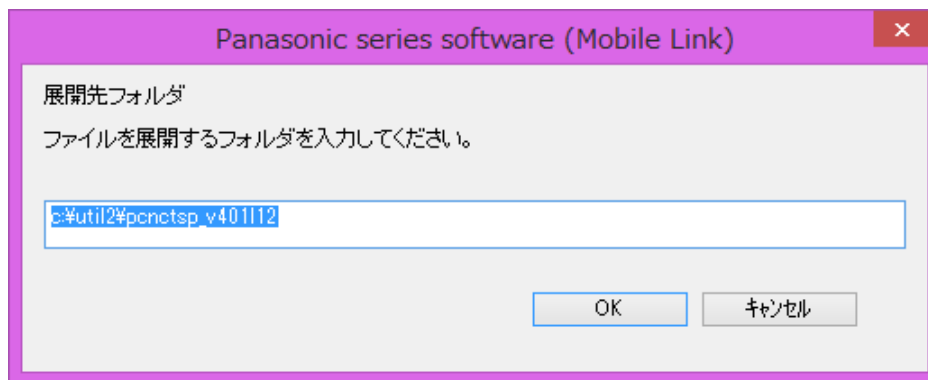 Panasonic series software (Mobile Link)
展開先フォルダ
ファイルを展開するフォルダを入力してください。
c:¥util2¥pcnctsp_v401l12
OK
キャンセル